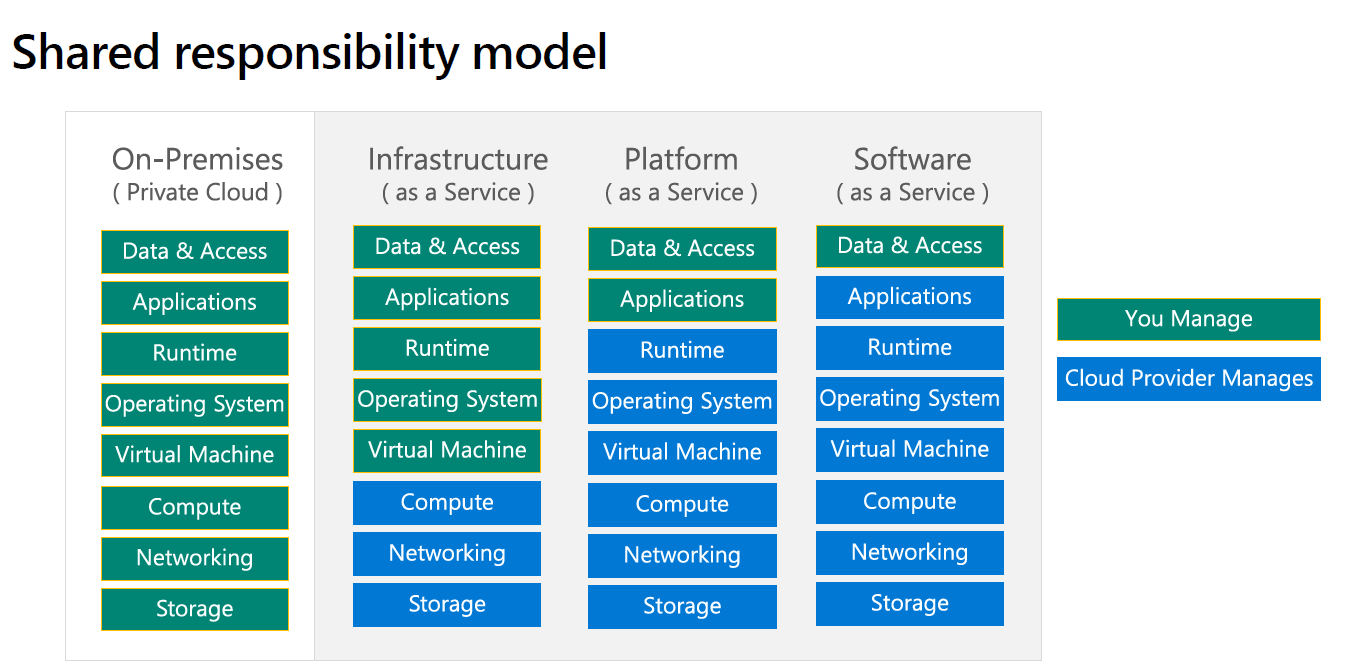 Shared responsibility model
On-Premises
( Private Cloud )
Data & Access
Applications
Runtime
Operating System
Virtual Machine
Compute
Networking
Storage
Infrastructure
( as a Service )
Data & Access
Applications
Runtime
Operating System
Virtual Machine
Compute
Networking
Storage
Platform
( as a Service )
Data & Access
Applications
Runtime
Operating System
Virtual Machine
Compute
Networking
Storage
Software
( as a Service )
Data & Access
Applications
Runtime
Operating System
Virtual Machine
Compute
Networking
Storage
You Manage
Cloud Provider Manages